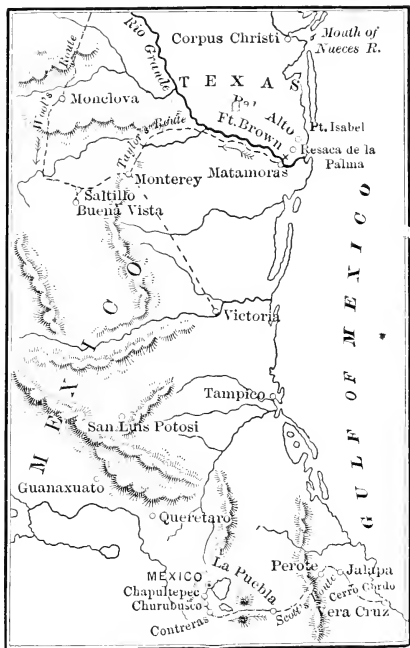 Corpus Christi
Mouth of
Nueces R.
Rio Grande
TEXAS
Wool's Route
Monclova
Alto
Ft. Brown
Pt. Isabel
Resaca de la
Palma
Taylor's Route
Monterey
Matamoras
Saltillo
Buena Vista
MEXICO
GULF OF MEXICO
Victoria
Tampico
San Luis Potosi
Guanaxuato
Queretaro
La Puebla
Perote
Jalapa
MEXICO
Chapultepec
Churubusco
Contreras
Scott's Route
Cerro Gordo
Vera Cruz